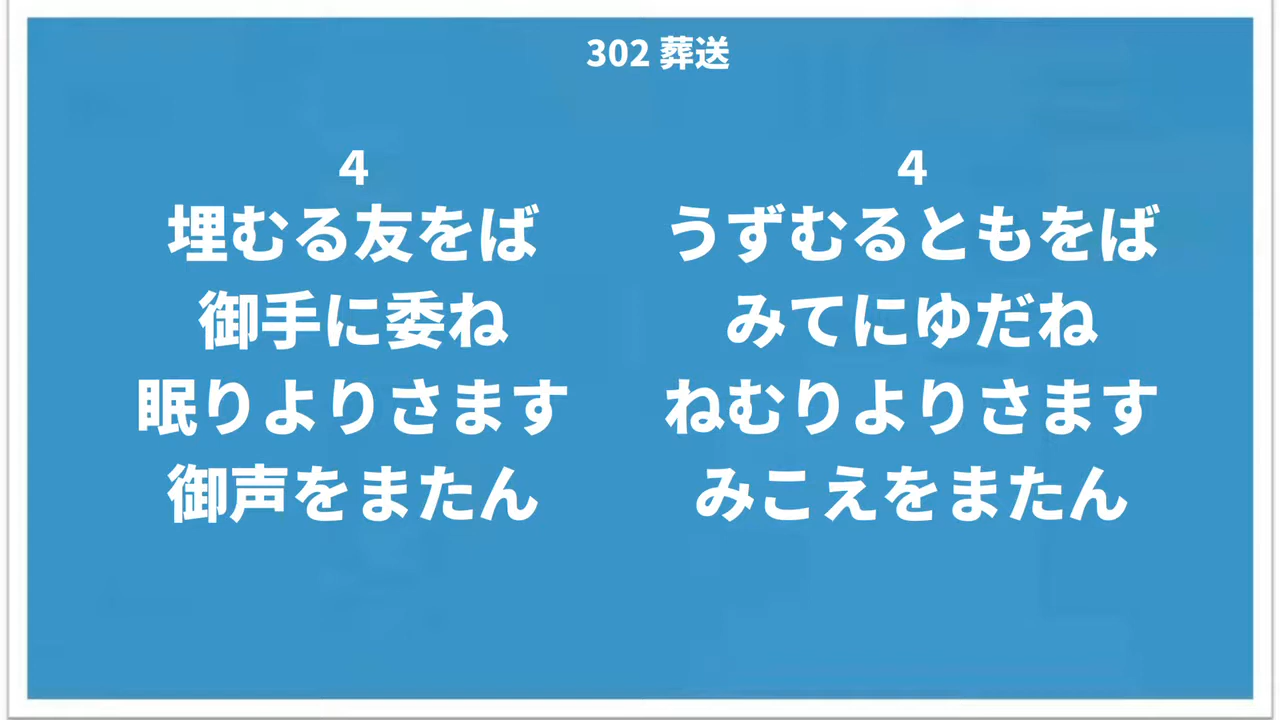 302 葬送
4
埋むる友をば
御手に委ね
眠りよりさます
御声をまたん
4
うずむるともをば
みてにゆだね
ねむりよりさます
みこえをまたん